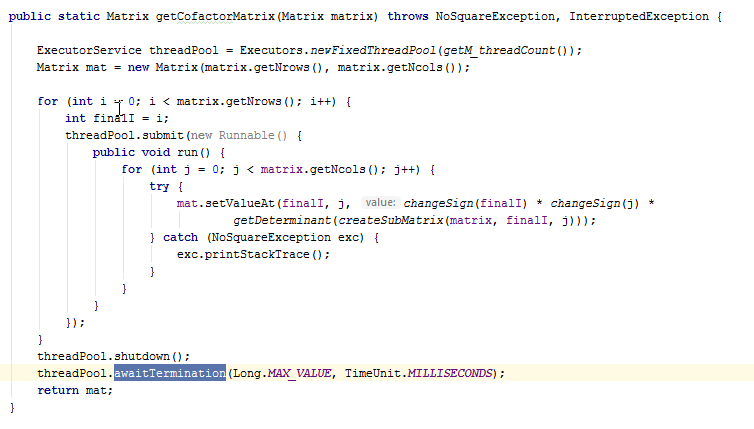 public static Matrix getCofactorMatrix(Matrix matrix) throws NoSquareException, InterruptedException {
ExecutorService threadPool = Executors.newFixedThreadPool(getM_threadCount());
Matrix mat = new Matrix(matrix.getNrows(), matrix.getNcols());
for (int i = 0; i < matrix.getNrows(); i++) {
int finalI = i;
threadPool.submit(new Runnable() {
public void run() {
for (int j = 0; j < matrix.getNcols(); j++) {
try {
mat.setValueAt(finalI, j, value: changeSign(finalI) * changeSign(j) *
getDeterminant(createSubMatrix(matrix, finalI, j)));
} catch (NoSquareException exc) {
exc.printStackTrace();
}
}
}
});
}
threadPool.shutdown();
threadPool.awaitTermination(Long.MAX_VALUE, TimeUnit.MILLISECONDS);
return mat;
}